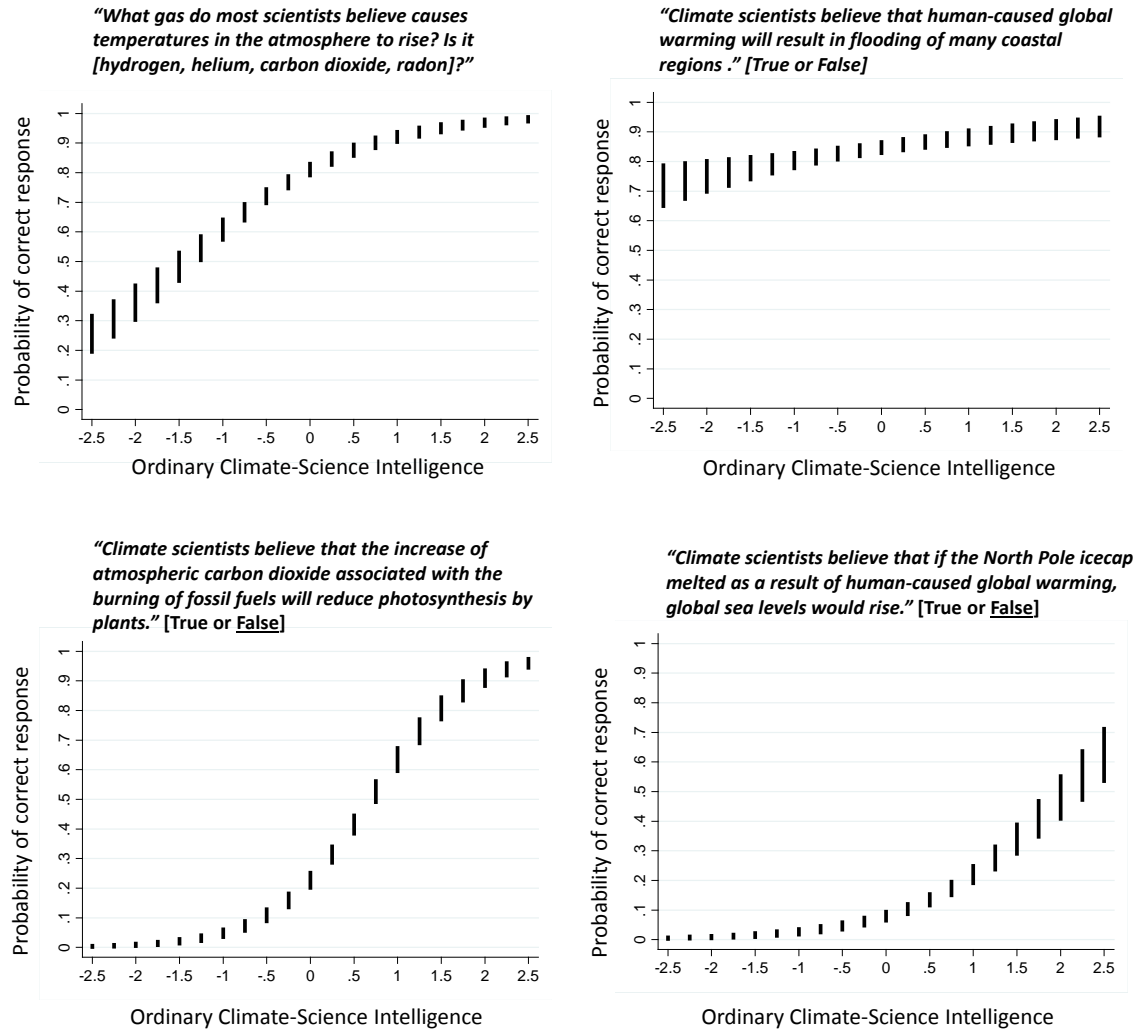 “What gas do most scientists believe causes
temperatures in the atmosphere to rise? Is it
[hydrogen, helium, carbon dioxide, radon]?”
Probability of correct response
1
.9
.8
.7
.6
.5
.4
.3
.2
.1
0
-2.5 -2 -1.5 -1 -.5 0 .5 1 1.5 2 2.5
Ordinary Climate-Science Intelligence
“Climate scientists believe that human-caused global
warming will result in flooding of many coastal
regions .” [True or False]
Probability of correct response
1
.9
.8
.7
.6
.5
.4
.3
.2
.1
0
-2.5 -2 -1.5 -1 -.5 0 .5 1 1.5 2 2.5
Ordinary Climate-Science Intelligence
“Climate scientists believe that the increase of
atmospheric carbon dioxide associated with the
burning of fossil fuels will reduce photosynthesis by
plants.” [True or False]
Probability of correct response
1
.9
.8
.7
.6
.5
.4
.3
.2
.1
0
-2.5 -2 -1.5 -1 -.5 0 .5 1 1.5 2 2.5
Ordinary Climate-Science Intelligence
“Climate scientists believe that if the North Pole icecap
melted as a result of human-caused global warming,
global sea levels would rise.” [True or False]
Probability of correct response
1
.9
.8
.7
.6
.5
.4
.3
.2
.1
0
-2.5 -2 -1.5 -1 -.5 0 .5 1 1.5 2 2.5
Ordinary Climate-Science Intelligence